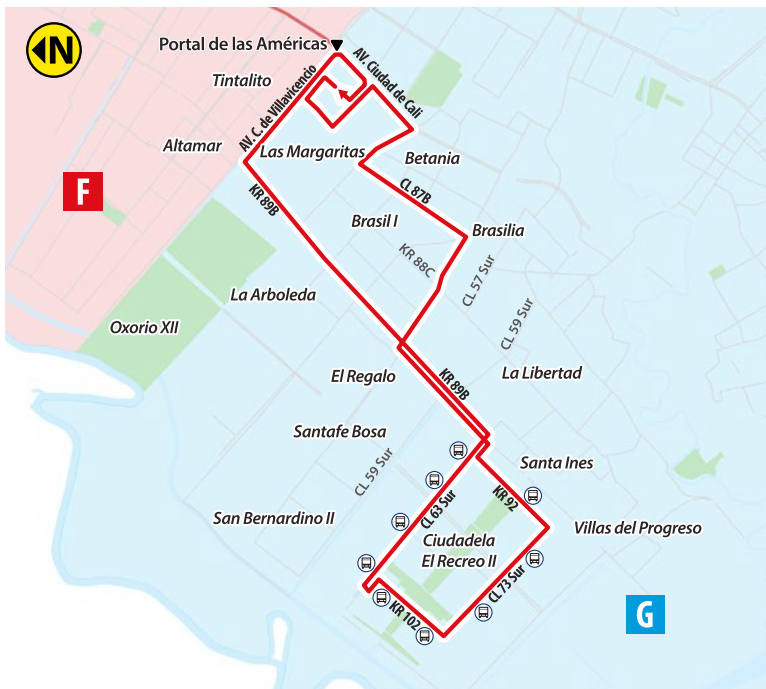 N
Portal de las Américas
Tintalito
AV. Ciudad de Cali
AV. C. de Villavicencio
Altamar
Las Margaritas
Betania
F
KR 89B
CL 87B
Brasil I
Brasilia
KR 88C
CL 57 Sur
La Arboleda
CL 59 Sur
Oxorio XII
El Regalo
KR 89B
La Libertad
Santafe Bosa
CL 59 Sur
Santa Ines
KR 92
San Bernardino II
CL 63 Sur
Villas del Progreso
Ciudadela
El Recreo II
CL 73 Sur
KR 102
G